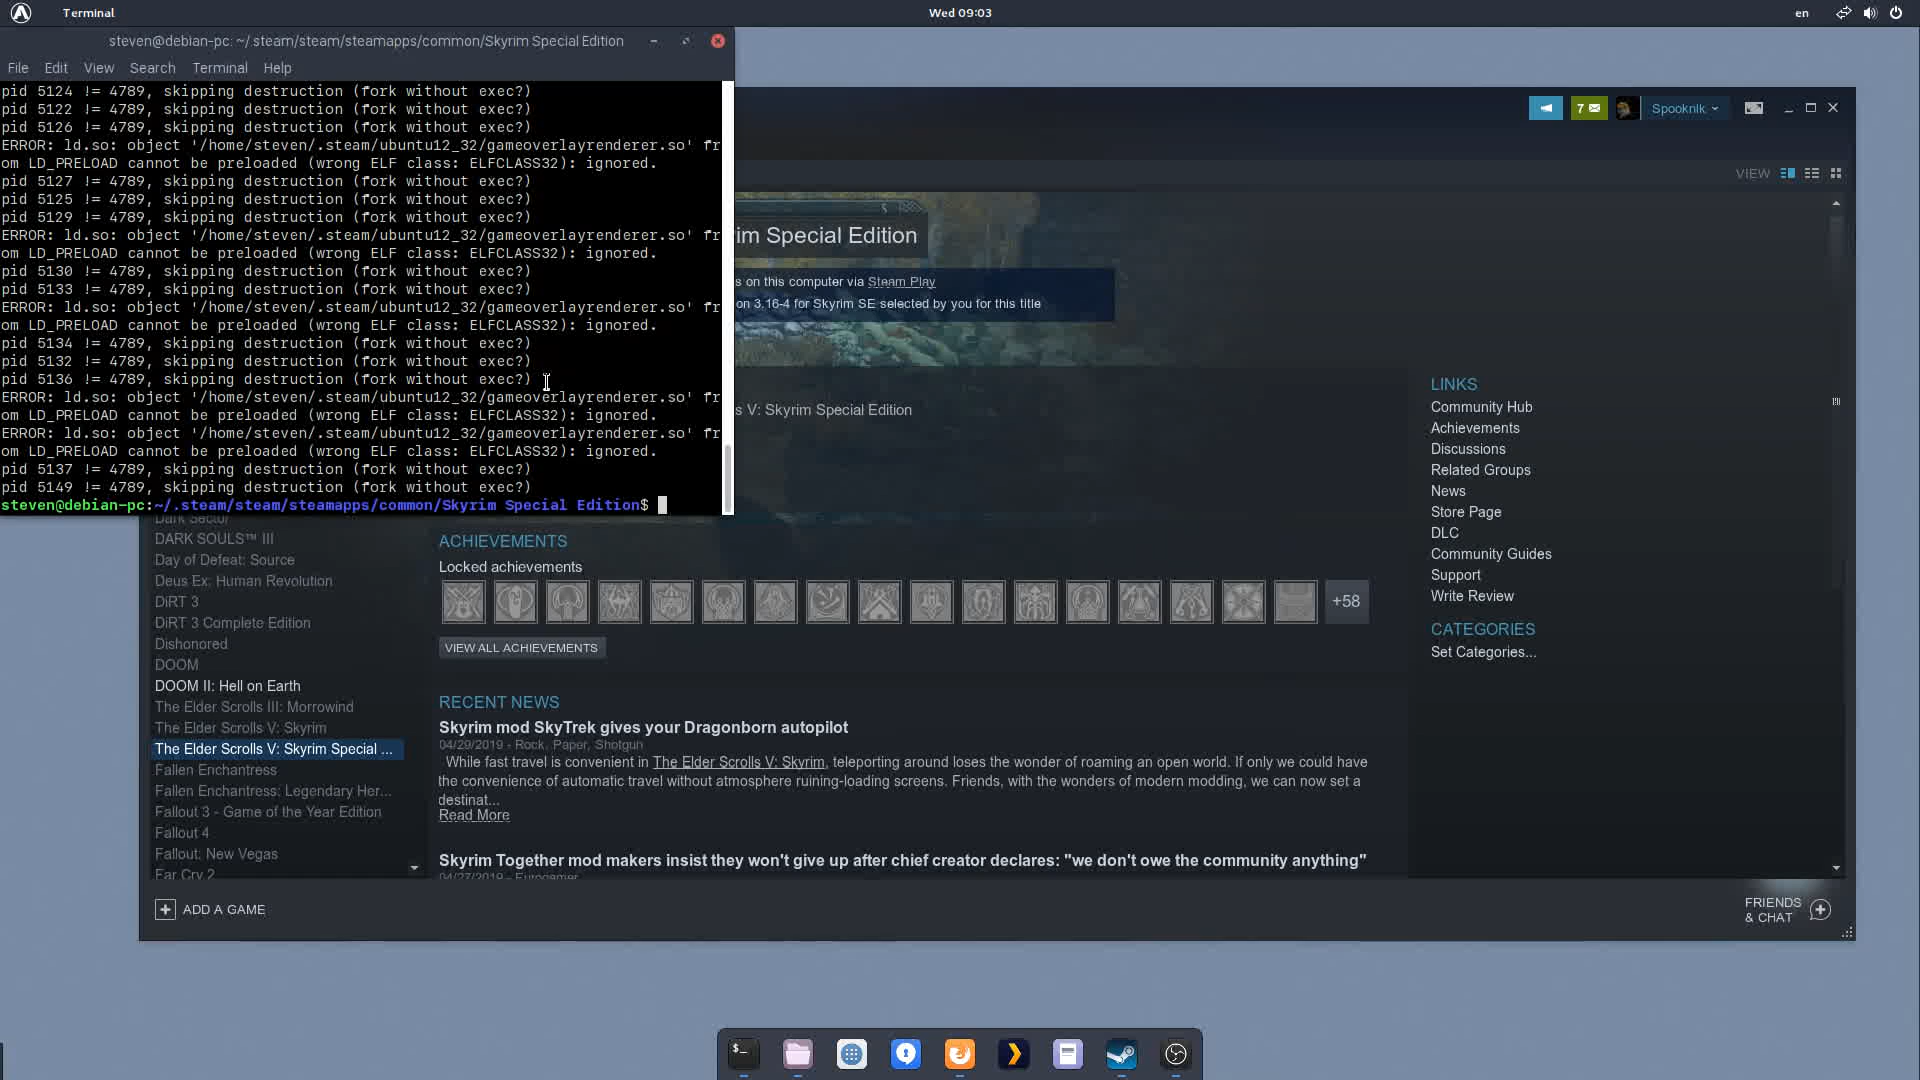 Terminal
Wed 09:03
en
steven@debian-pc: ~/.steam/steam/steamapps/common/Skyrim Special Edition
File Edit View Search Terminal Help
pid 5124 != 4789, skipping destruction (fork without exec?)
pid 5122 != 4789, skipping destruction (fork without exec?)
pid 5126 != 4789, skipping destruction (fork without exec?)
ERROR: ld.so: object '/home/steven/.steam/ubuntu12_32/gameoverlayrenderer.so' fr
om LD_PRELOAD cannot be preloaded (wrong ELF class: ELFCLASS32): ignored.
pid 5127 != 4789, skipping destruction (fork without exec?)
pid 5125 != 4789, skipping destruction (fork without exec?)
pid 5129 != 4789, skipping destruction (fork without exec?)
ERROR: ld.so: object '/home/steven/.steam/ubuntu12_32/gameoverlayrenderer.so' fr
om LD_PRELOAD cannot be preloaded (wrong ELF class: ELFCLASS32): ignored.
pid 5130 != 4789, skipping destruction (fork without exec?)
pid 5133 != 4789, skipping destruction (fork without exec?)
ERROR: ld.so: object '/home/steven/.steam/ubuntu12_32/gameoverlayrenderer.so' fr
om LD_PRELOAD cannot be preloaded (wrong ELF class: ELFCLASS32): ignored.
pid 5134 != 4789, skipping destruction (fork without exec?)
pid 5132 != 4789, skipping destruction (fork without exec?)
pid 5136 != 4789, skipping destruction (fork without exec?)
ERROR: ld.so: object '/home/steven/.steam/ubuntu12_32/gameoverlayrenderer.so' fr
om LD_PRELOAD cannot be preloaded (wrong ELF class: ELFCLASS32): ignored.
ERROR: ld.so: object '/home/steven/.steam/ubuntu12_32/gameoverlayrenderer.so' fr
om LD_PRELOAD cannot be preloaded (wrong ELF class: ELFCLASS32): ignored.
pid 5137 != 4789, skipping destruction (fork without exec?)
pid 5149 != 4789, skipping destruction (fork without exec?)
steven@debian-pc:~/.steam/steam/steamapps/common/Skyrim Special Edition$
7
Spooknik
VIEW
im Special Edition
s on this computer via Steam Play
on 3.16-4 for Skyrim SE selected by you for this title
s V: Skyrim Special Edition
LINKS
Community Hub
Achievements
Discussions
Related Groups
News
Store Page
DLC
Community Guides
Support
Write Review
CATEGORIES
Set Categories...
Dark Sector
DARK SOULS™ III
Day of Defeat: Source
Deus Ex: Human Revolution
DiRT 3
DiRT 3 Complete Edition
Dishonored
DOOM
DOOM II: Hell on Earth
The Elder Scrolls III: Morrowind
The Elder Scrolls V: Skyrim
The Elder Scrolls V: Skyrim Special ...
Fallen Enchantress
Fallen Enchantress: Legendary Her...
Fallout 3 - Game of the Year Edition
Fallout 4
Fallout: New Vegas
Far Cry 2
ACHIEVEMENTS
Locked achievements
+58
VIEW ALL ACHIEVEMENTS
RECENT NEWS
Skyrim mod SkyTrek gives your Dragonborn autopilot
04/29/2019 - Rock, Paper, Shotgun
While fast travel is convenient in The Elder Scrolls V: Skyrim, teleporting around loses the wonder of roaming an open world. If only we could have
the convenience of automatic travel without atmosphere ruining-loading screens. Friends, with the wonders of modern modding, we can now set a
destinat...
Read More
Skyrim Together mod makers insist they won't give up after chief creator declares: "we don't owe the community anything"
04/27/2019 - Eurogamer
ADD A GAME
FRIENDS
& CHAT
$_